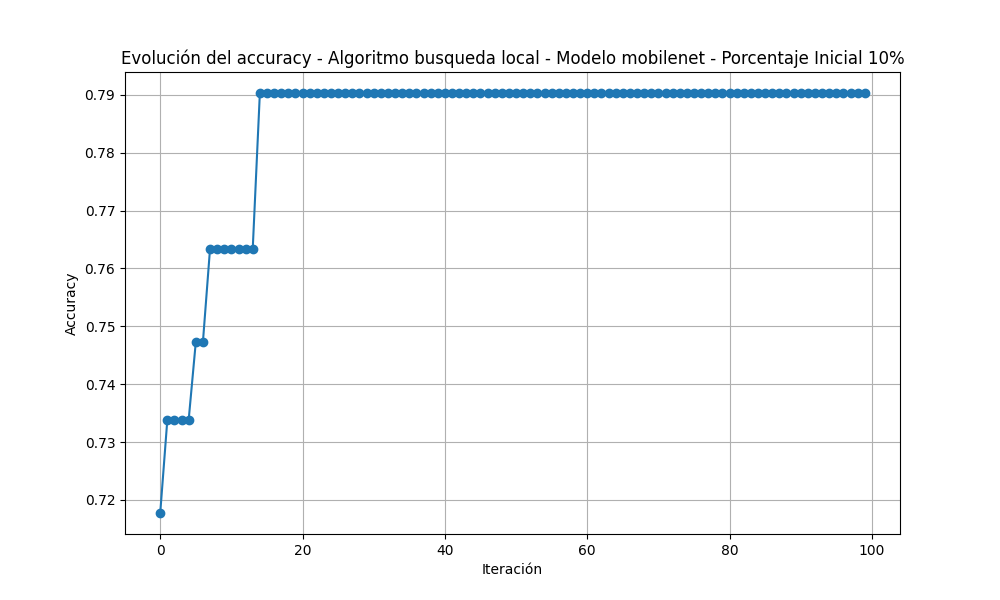 Evolución del accuracy - Algoritmo busqueda local - Modelo mobilenet - Porcentaje Inicial 10%
0.79
0.78
0.77
0.76
0.75
0.74
0.73
0.72
Accuracy
0 20 40 60 80 100
Iteración